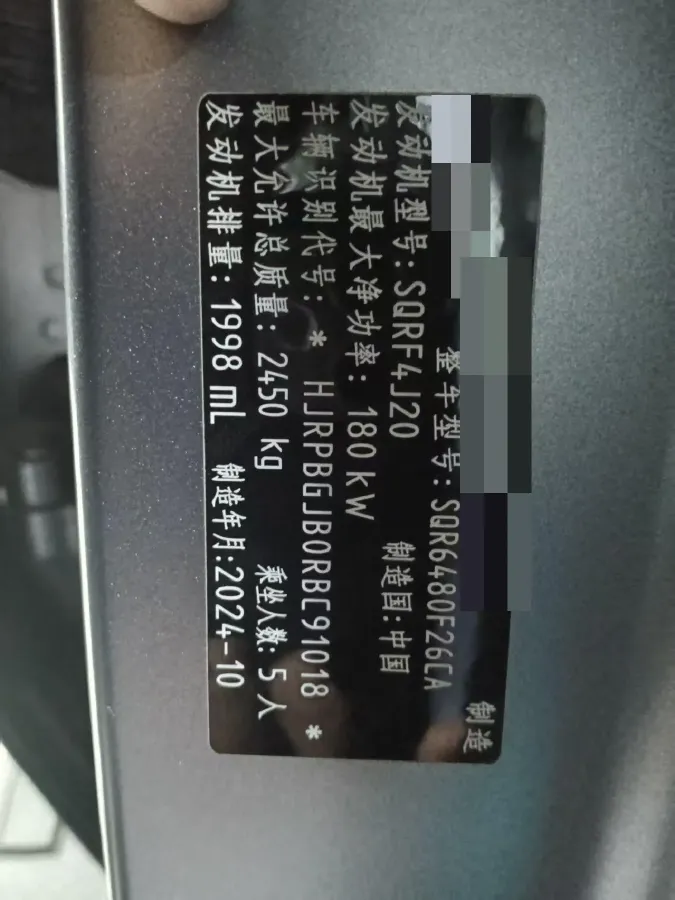 制造
整车型号:SQR6480F26CA
发动机型号:SQRF4J20 制造国:中国
发动机最大净功率:180kW
车辆识别代号:* HJRPBGJB0RBC91018 *
最大允许总质量:2450 kg 乘坐人数:5人
发动机排量:1998 mL 制造年月:2024-10